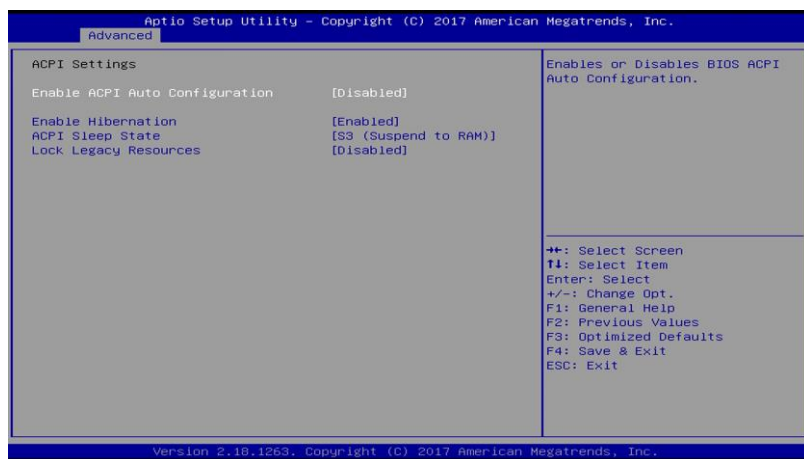 Aptio Setup Utility – Copyright (C) 2017 American Megatrends, Inc.
Advanced
ACPI Settings
Enable ACPI Auto Configuration [Disabled]
Enable Hibernation [Enabled]
ACPI Sleep State [S3 (Suspend to RAM)]
Lock Legacy Resources [Disabled]
Enables or Disables BIOS ACPI
Auto Configuration.
→←: Select Screen
↑↓: Select Item
Enter: Select
+/-: Change Opt.
F1: General Help
F2: Previous Values
F3: Optimized Defaults
F4: Save & Exit
ESC: Exit
Version 2.18.1263. Copyright (C) 2017 American Megatrends, Inc.